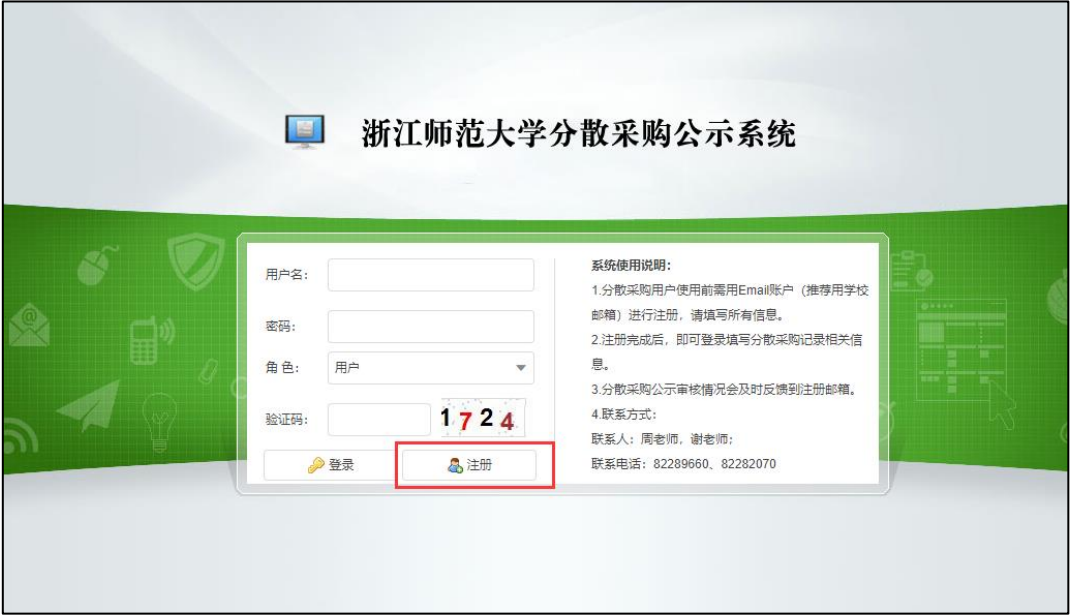 浙江师范大学分散采购公示系统
用户名：
密码：
角 色： 用户
验证码： 1724
登录 注册
系统使用说明：
1.分散采购用户使用前需用Email账户（推荐用学校
邮箱）进行注册，请填写所有信息。
2.注册完成后，即可登录填写分散采购记录相关信
息。
3.分散采购公示审核情况会及时反馈到注册邮箱。
4.联系方式：
联系人：周老师，谢老师;
联系电话：82289660、82282070